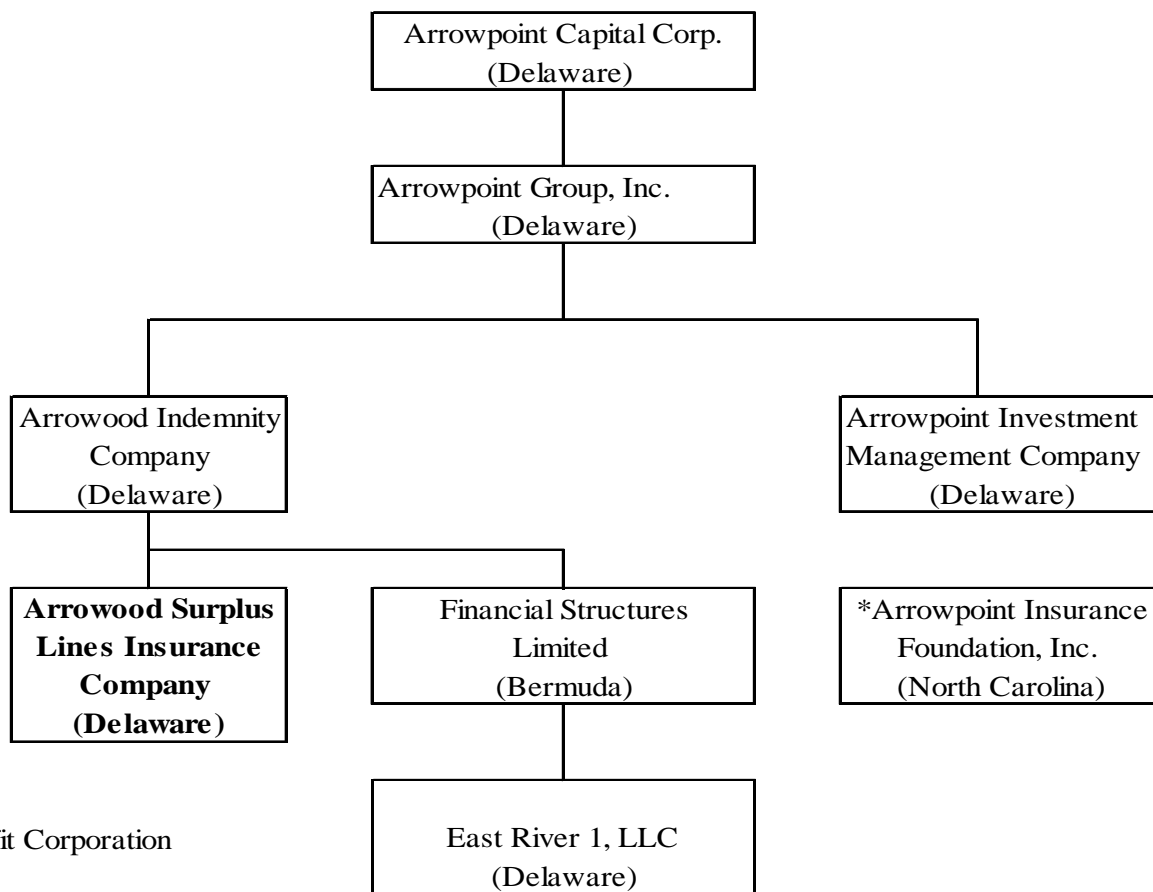 Arrowpoint Capital Corp.
(Delaware)
Arrowpoint Group, Inc.
(Delaware)
Arrowood Indemnity
Company
(Delaware)
Arrowpoint Investment
Management Company
(Delaware)
Arrowood Surplus
Lines Insurance
Company
(Delaware)
Financial Structures
Limited
(Bermuda)
*Arrowpoint Insurance
Foundation, Inc.
(North Carolina)
East River 1, LLC
(Delaware)
Corporation